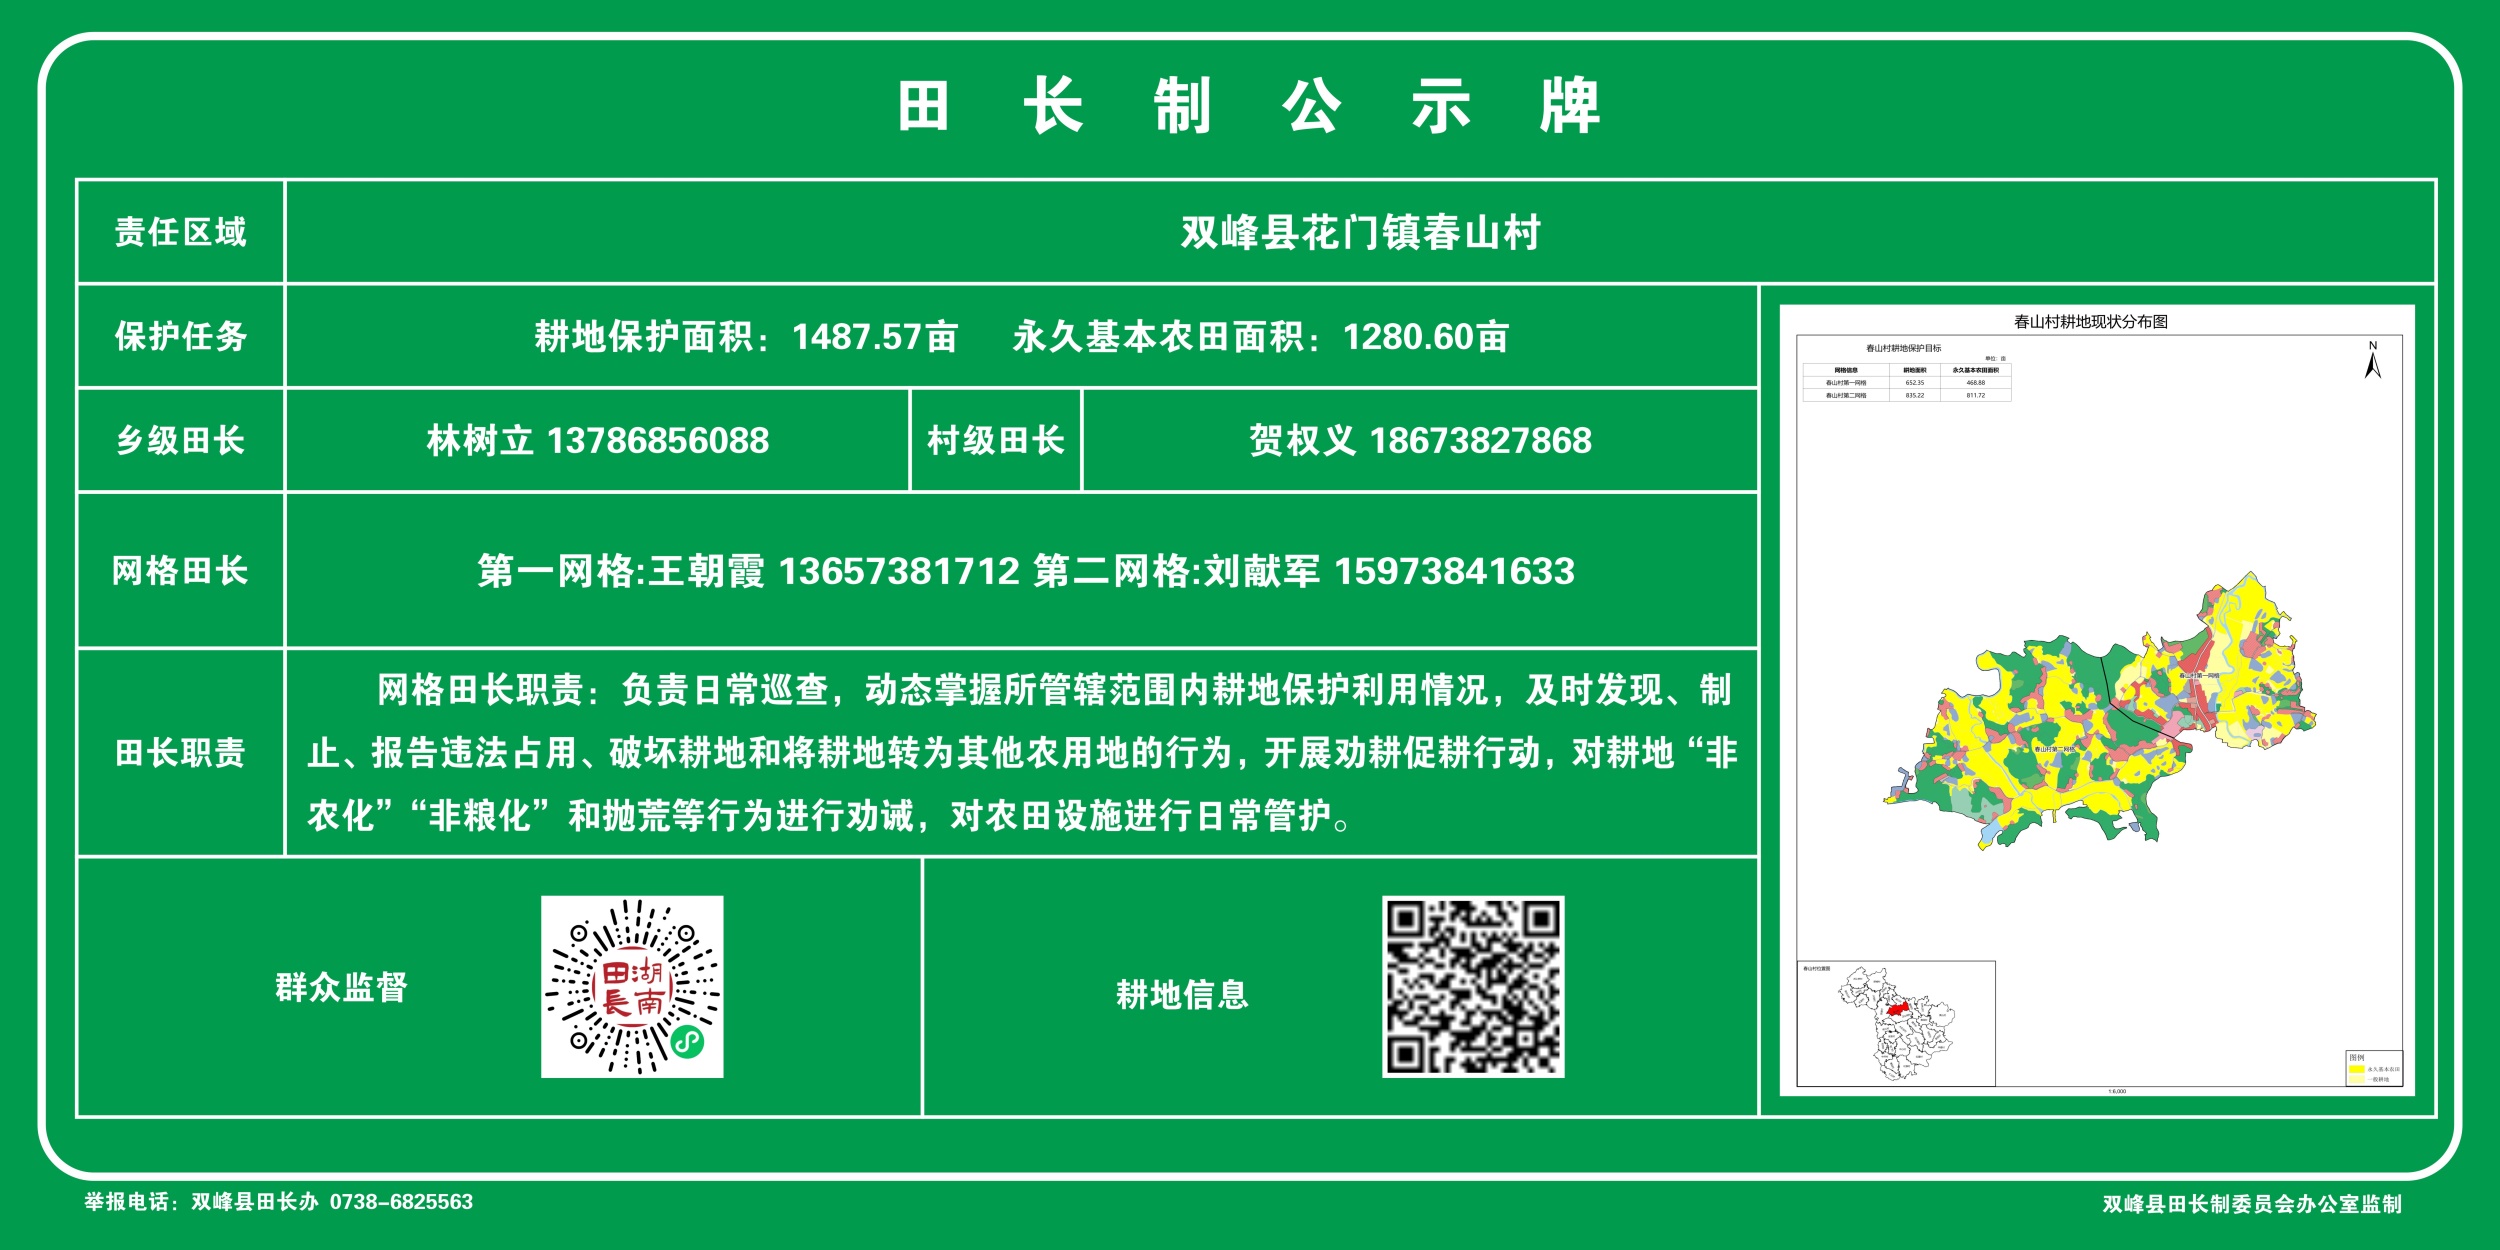 田长制公示牌
责任区域
双峰县花门镇春山村
保护任务
耕地保护面积：1487.57亩 永久基本农田面积：1280.60亩
乡级田长
林树立 13786885088
村级田长
贺权义 18673827868
网格田长
第一网格:王朝霞 13657381712 第二网格:刘献军 15973841633
田长职责
网格田长职责：负责日常巡查，动态掌握所管辖范围内耕地保护利用情况，及时发现、制
止、报告违法占用、破坏耕地和将耕地转为其他农用地的行为，开展劝耕促耕行动，对耕地“非
农化”“非粮化”和抛荒等行为进行劝诫，对农田设施进行日常管护。
群众监督
湖
田
长
南
耕地信息
春山村耕地现状分布图
春山村耕地保护目标
单位：亩
网格信息 耕地面积 永久基本农田面积
春山村第一网格 652.35 468.88
春山村第二网格 835.22 811.72
N
春山村第一网格
春山村第二网格
春山村位置图
图例
永久基本农田
一般耕地
1:6,000
举报电话：双峰县田长办 0738-6825563
双峰县田长制委员会办公室监制